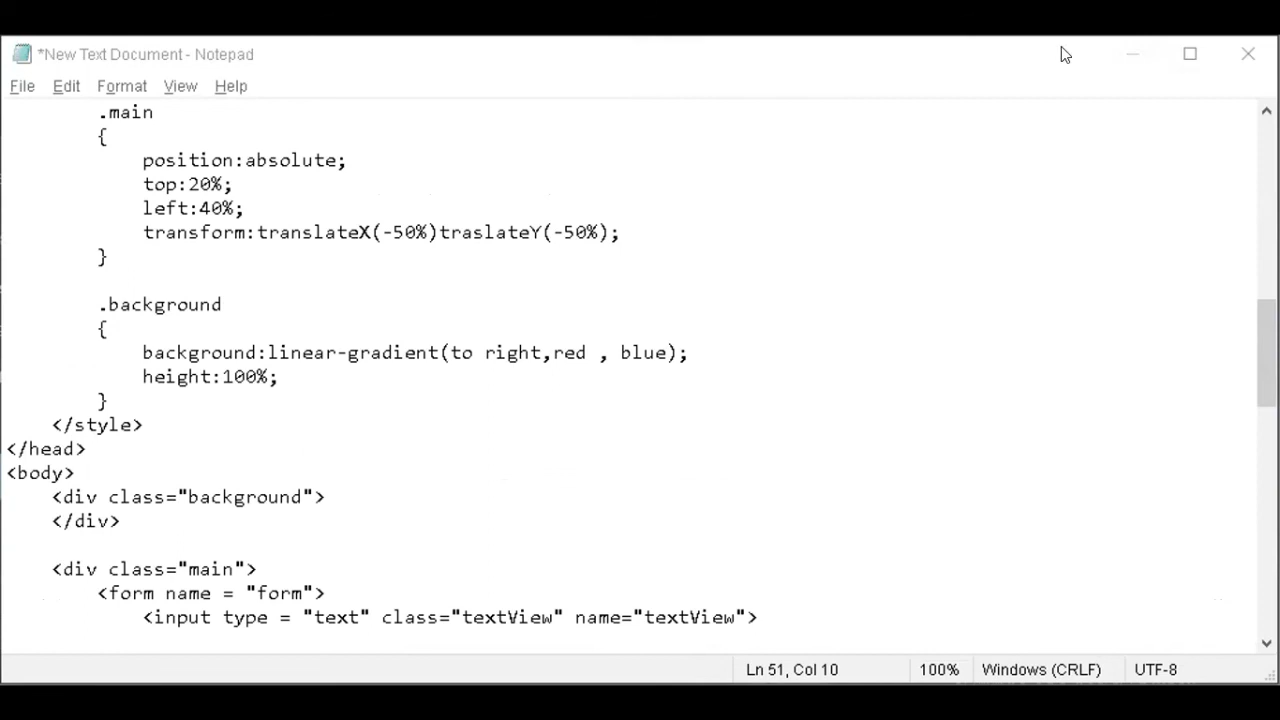 *New Text Document - Notepad
File Edit Format View Help
.main
{
position:absolute;
top:20%;
left:40%;
transform:translateX(-50%)traslateY(-50%);
}
.background
{
background:linear-gradient(to right,red , blue);
height:100%;
}
</style>
</head>
<body>
<div class="background">
</div>
<div class="main">
<form name = "form">
<input type = "text" class="textView" name="textView">
Ln 51, Col 10 100% Windows (CRLF) UTF-8